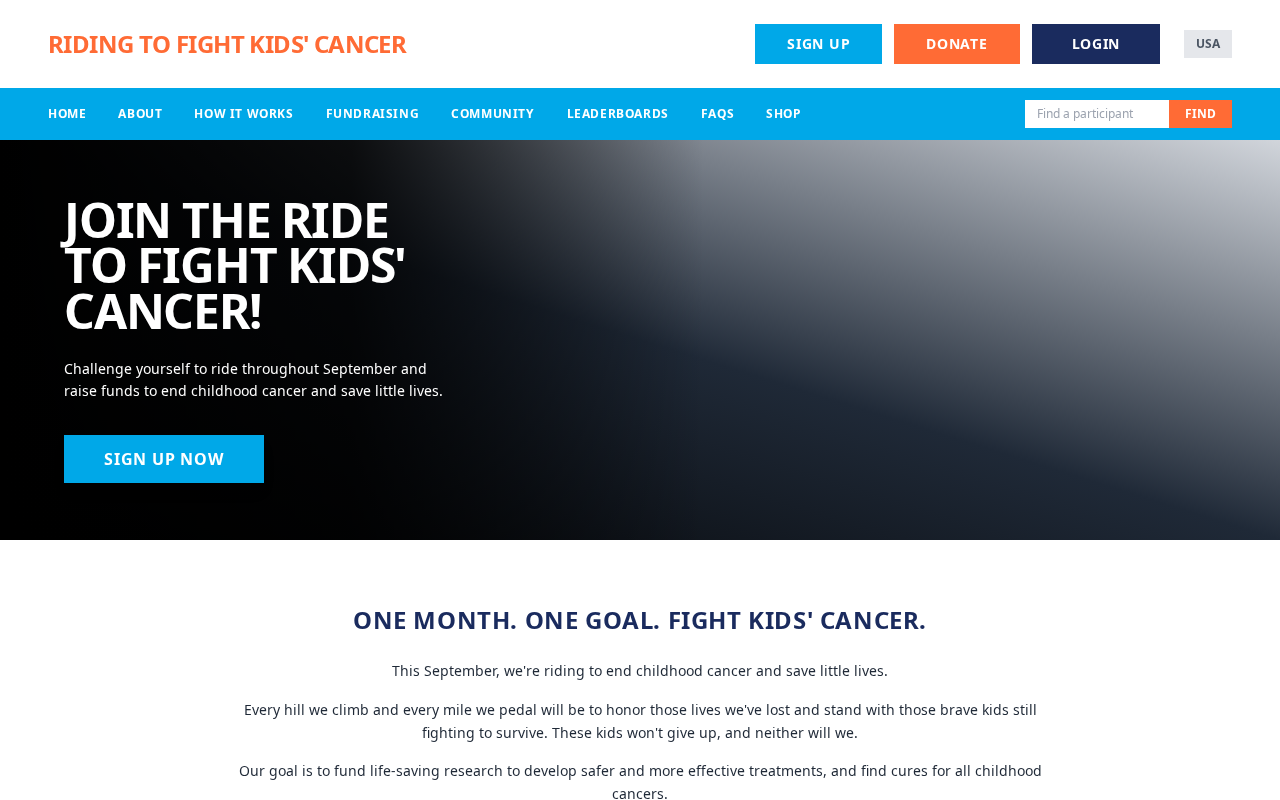 RIDING TO FIGHT KIDS' CANCER
SIGN UP
DONATE
LOGIN
USA
HOME
ABOUT
HOW IT WORKS
FUNDRAISING
COMMUNITY
LEADERBOARDS
FAQS
SHOP
Find a participant
FIND
JOIN THE RIDE
TO FIGHT KIDS'
CANCER!
Challenge yourself to ride throughout September and
raise funds to end childhood cancer and save little lives.
SIGN UP NOW
ONE MONTH. ONE GOAL. FIGHT KIDS' CANCER.
This September, we're riding to end childhood cancer and save little lives.
Every hill we climb and every mile we pedal will be to honor those lives we've lost and stand with those brave kids still
fighting to survive. These kids won't give up, and neither will we.
Our goal is to fund life-saving research to develop safer and more effective treatments, and find cures for all childhood
cancers.